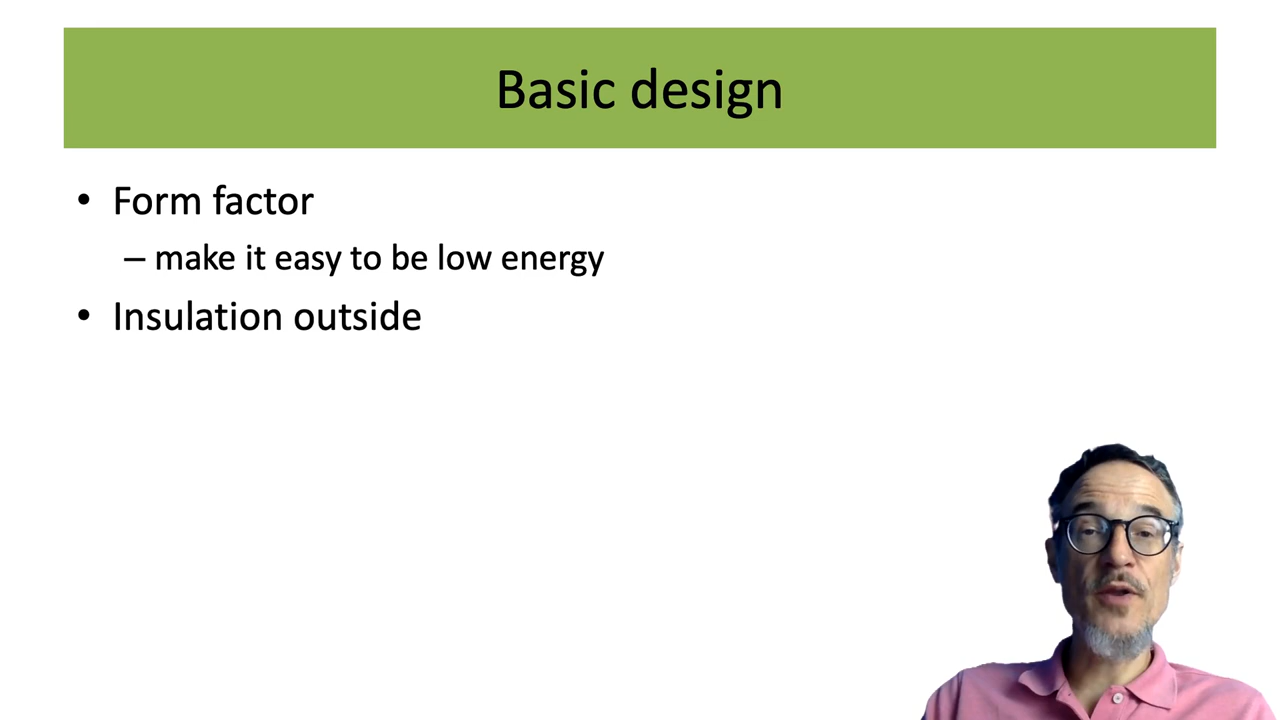 Basic design
• Form factor
– make it easy to be low energy
• Insulation outside